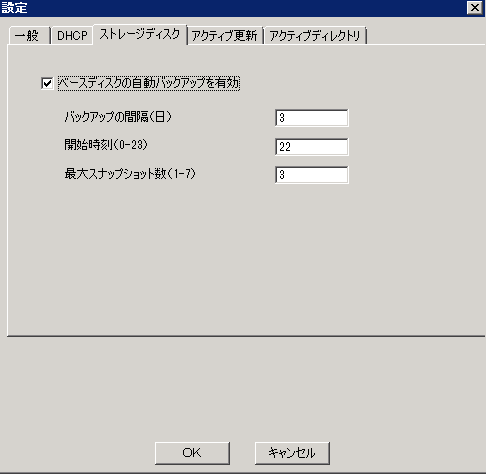 設定
一般 DHCP ストレージディスク アクティブ更新 アクティブディレクトリ
ベースディスクの自動バックアップを有効
バックアップの間隔(日) 3
開始時刻(0-23) 22
最大スナップショット数(1-7) 3
OK キャンセル